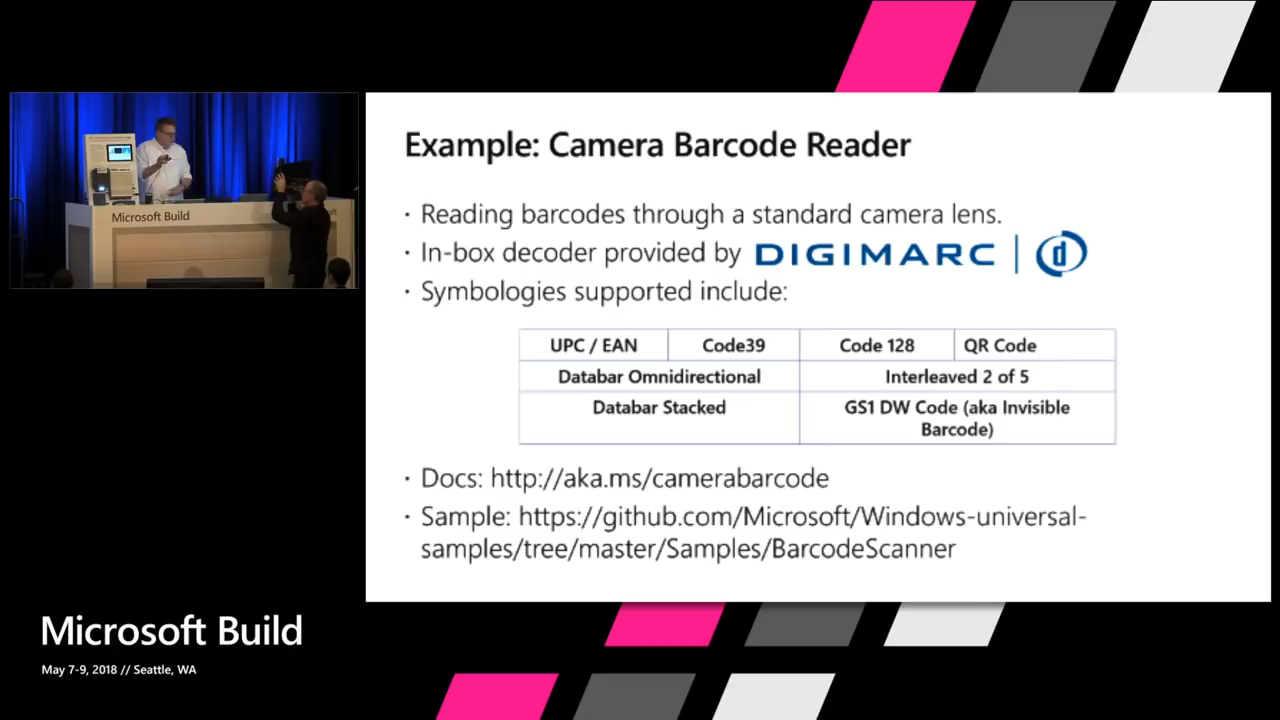 Microsoft Build
Example: Camera Barcode Reader
· Reading barcodes through a standard camera lens.
· In-box decoder provided by DIGIMARC | d
· Symbologies supported include:
UPC / EAN Code39 Code 128 QR Code
Databar Omnidirectional Interleaved 2 of 5
Databar Stacked GS1 DW Code (aka Invisible
Barcode)
· Docs: http://aka.ms/camerabarcode
· Sample: https://github.com/Microsoft/Windows-universal-
samples/tree/master/Samples/BarcodeScanner
Microsoft Build
May 7-9, 2018 // Seattle, WA